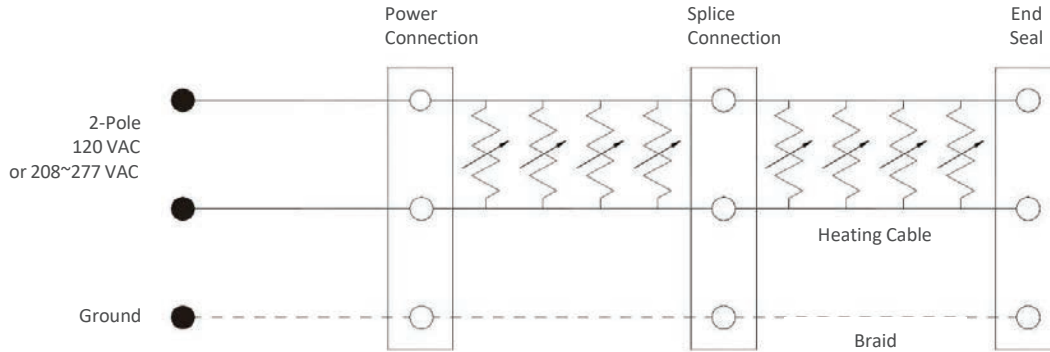 Power
Connection
Splice
Connection
End
Seal
2-Pole
120 VAC
or 208~277 VAC
Heating Cable
Ground
Braid